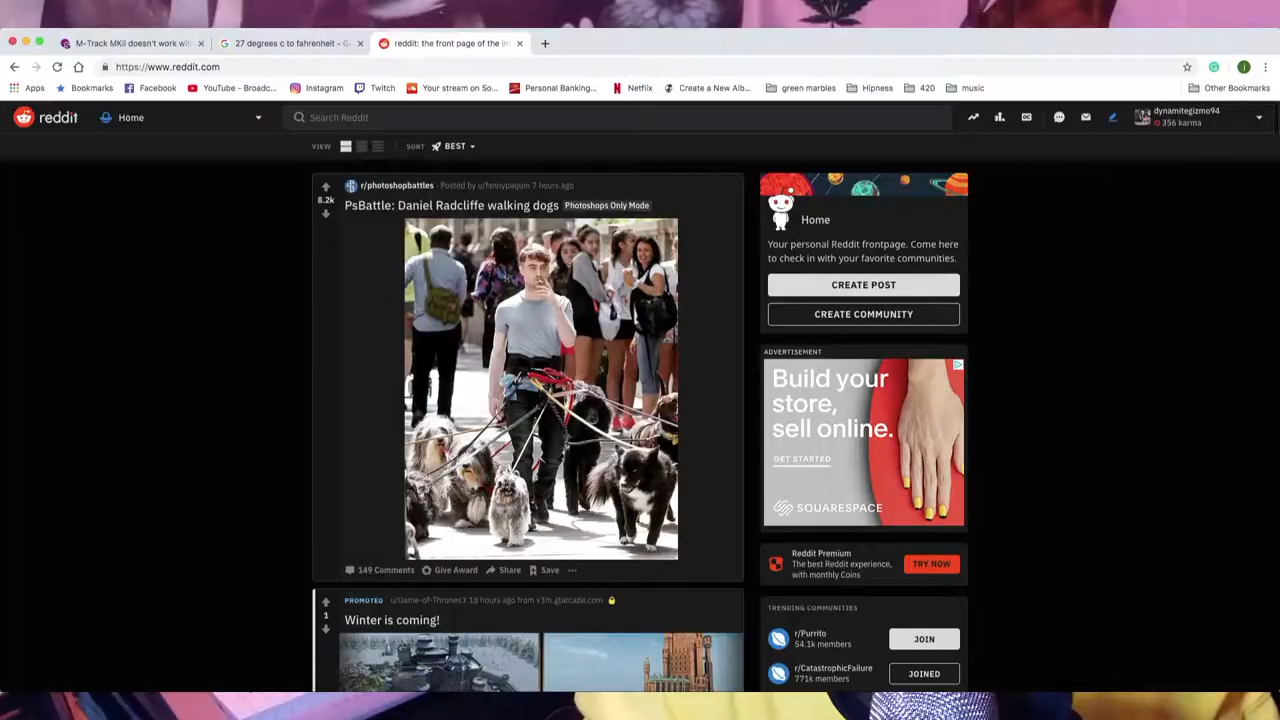 M-Track MKii doesn't work wit
27 degrees c to fahrenheit - G
reddit: the front page of the in
https://www.reddit.com
J
Apps
Bookmarks
Facebook
YouTube - Broadc...
Instagram
Twitch
Your stream on So...
Personal Banking...
Netflix
Create a New Alb...
green marbles
Hipness
420
music
Other Bookmarks
reddit
Home
Search Reddit
dynamitegizmo94
356 karma
VIEW
SORT
BEST
r/photoshopbattles · Posted by u/fannypaquin 7 hours ago
8.2k
PsBattle: Daniel Radcliffe walking dogs
Photoshops Only Mode
149 Comments
Give Award
Share
Save
PROMOTED
u/Game-of-Thrones3 18 hours ago from v3m.gtarcade.com
1
Winter is coming!
Home
Your personal Reddit frontpage. Come here
to check in with your favorite communities.
CREATE POST
CREATE COMMUNITY
ADVERTISEMENT
Build your
store,
sell online.
GET STARTED
SQUARESPACE
Reddit Premium
The best Reddit experience,
with monthly Coins
TRY NOW
TRENDING COMMUNITIES
r/Purrito
54.1k members
JOIN
r/CatastrophicFailure
771k members
JOINED